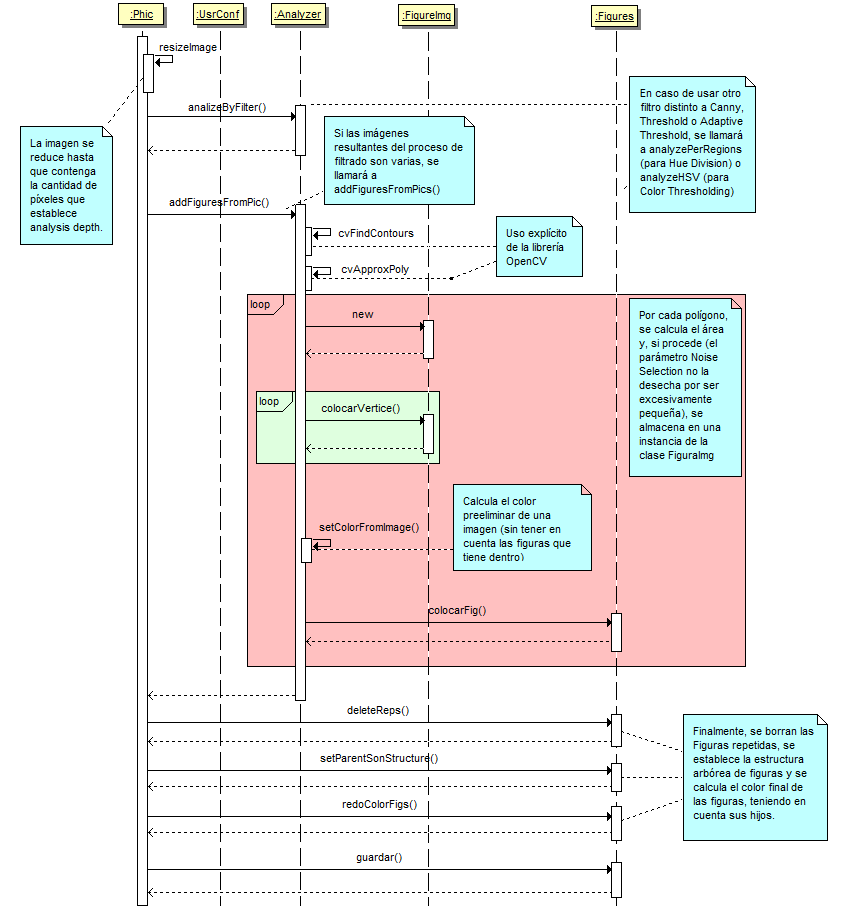 :Phic
:UsrConf
:Analyzer
:FigureImg
:Figures
resizeImage
analizeByFilter()
En caso de usar otro
filtro distinto a Canny,
Threshold o Adaptive
Threshold, se llamará
a analyzePerRegions
(para Hue Division) o
analyzeHSV (para
Color Thresholding)
La imagen se
reduce hasta
que contenga
la cantidad de
píxeles que
establece
analysis depth.
Si las imágenes
resultantes del proceso de
filtrado son varias, se
llamará a
addFiguresFromPics()
addFiguresFromPic()
cvFindContours
Uso explícito
de la librería
OpenCV
cvApproxPoly
loop
new
Por cada polígono,
se calcula el área
y, si procede (el
parámetro Noise
Selection no la
desecha por ser
excesivamente
pequeña), se
almacena en una
instancia de la
clase FiguraImg
loop
colocarVertice()
Calcula el color
preeliminar de una
imagen (sin tener en
cuenta las figuras que
tiene dentro)
setColorFromImage()
colocarFig()
deleteReps()
Finalmente, se borran las
Figuras repetidas, se
establece la estructura
arbórea de figuras y se
calcula el color final de
las figuras, teniendo en
cuenta sus hijos.
setParentSonStructure()
redoColorFigs()
guardar()